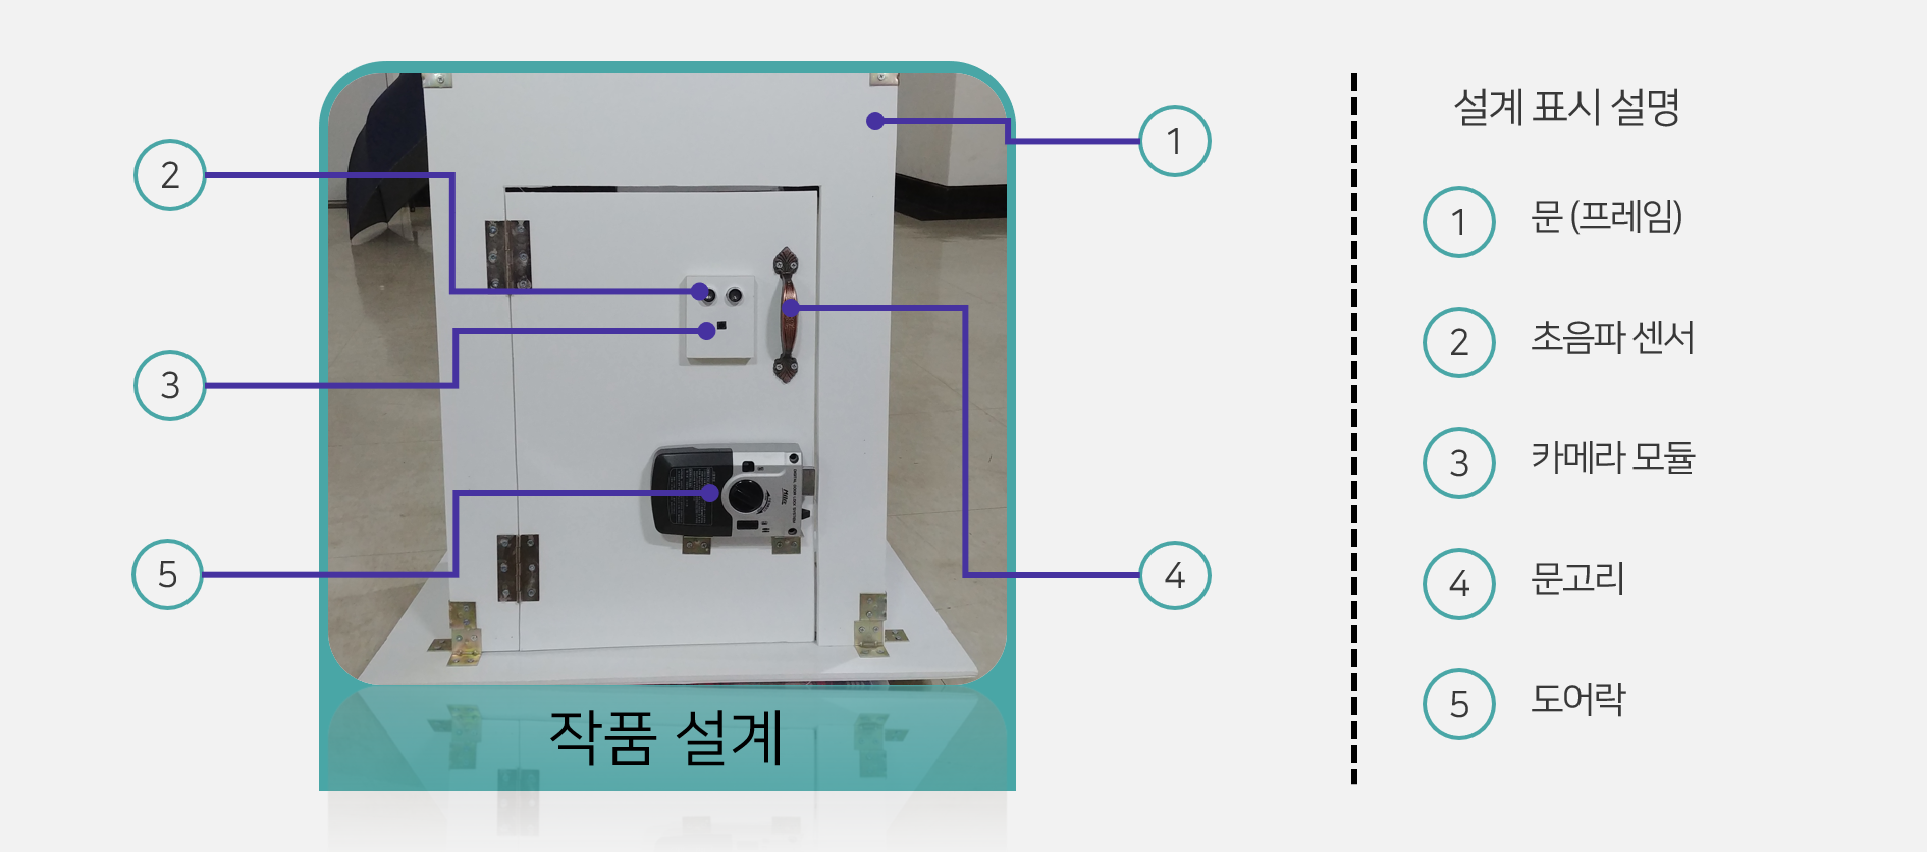 2
3
5
1
4
작품 설계
설계 표시 설명
1 문 (프레임)
2 초음파 센서
3 카메라 모듈
4 문고리
5 도어락